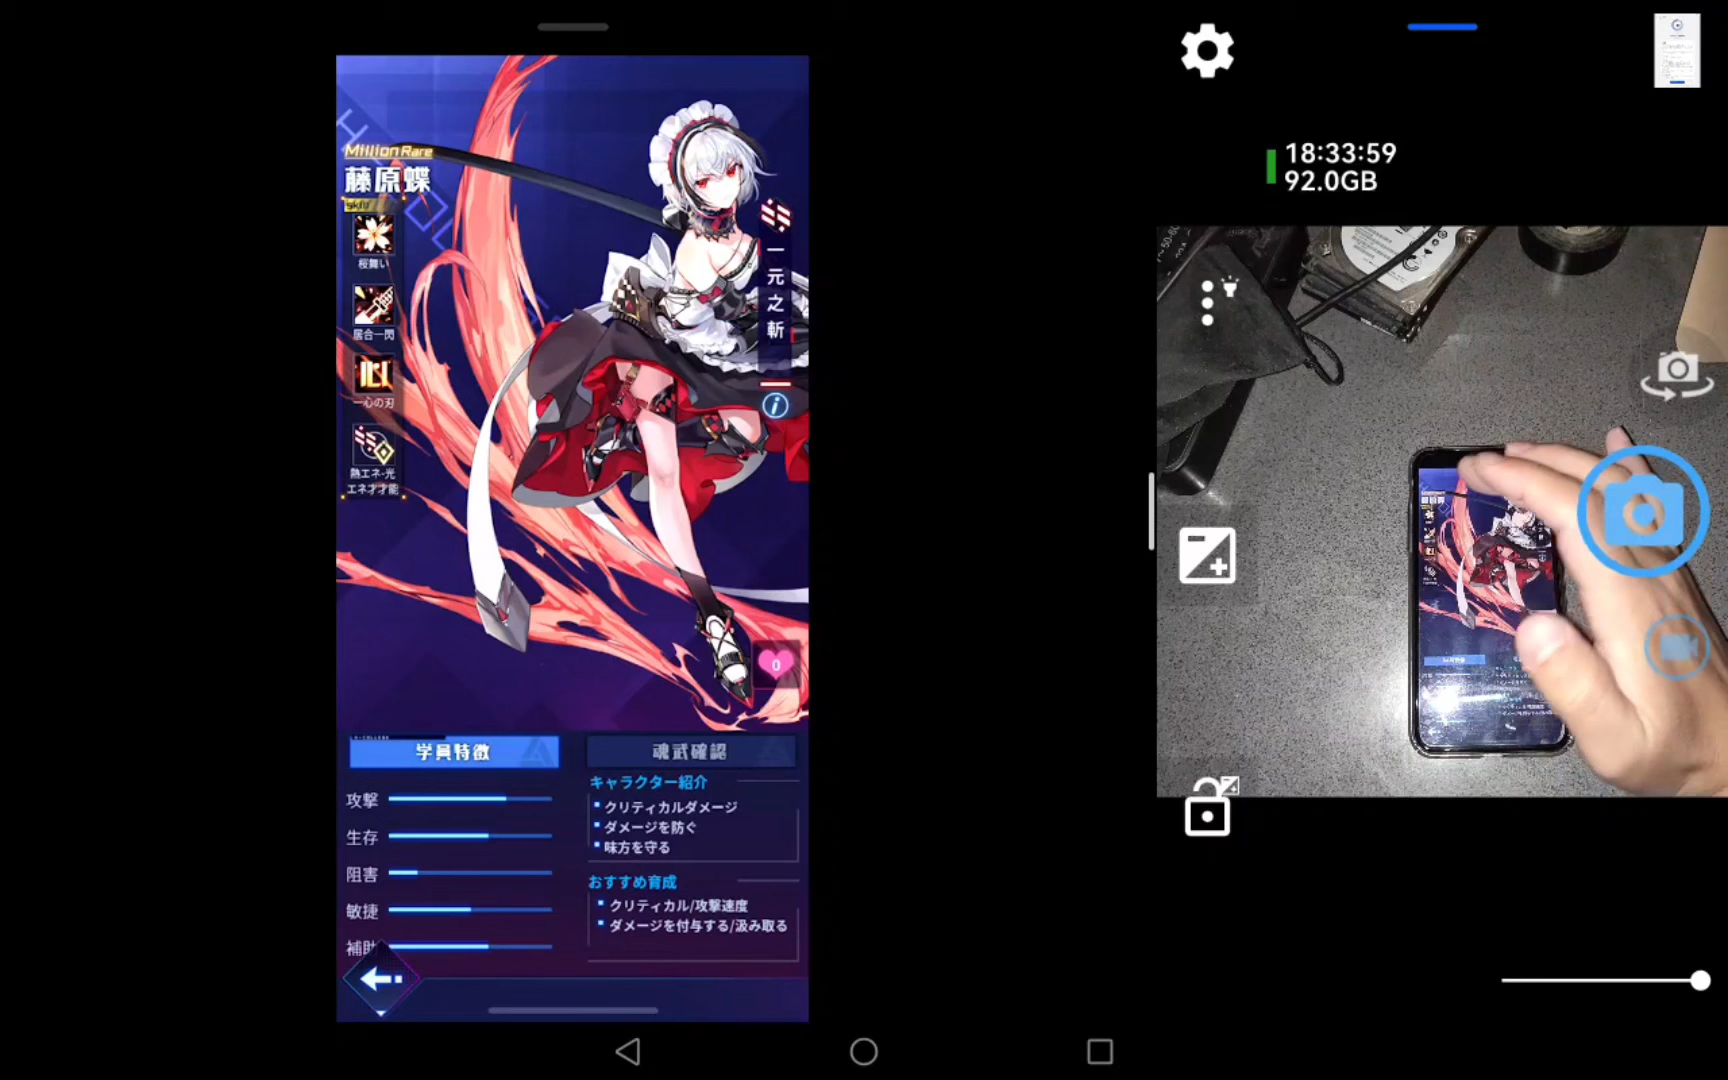 Million Rare
藤原蝶
skill
桜舞い
居合一閃
一心の刃
熱エネ-光
エネオ能
一元之斬
0
学員特徴
魂武確認
攻撃
生存
阻害
敏捷
補助
キャラクター紹介
クリティカルダメージ
ダメージを防ぐ
味方を守る
おすすめ育成
クリティカル/攻撃速度
ダメージを付与する/汲み取る
18:33:59
92.0GB